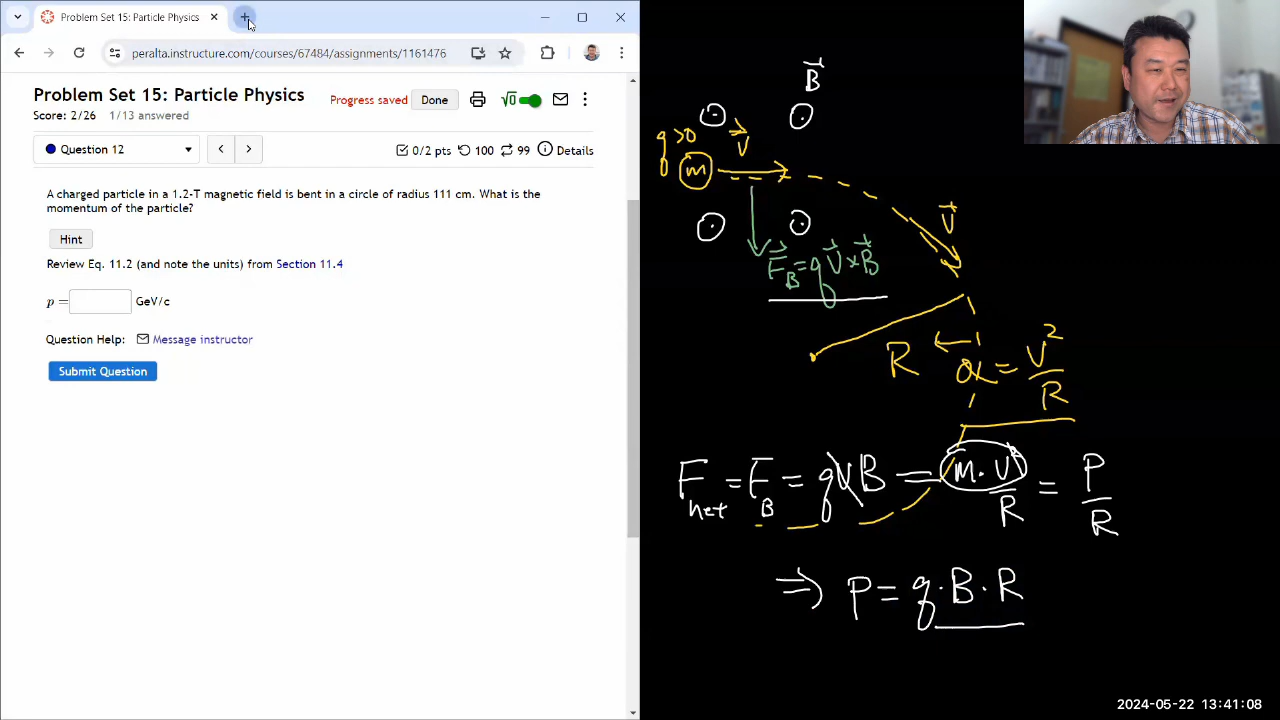 Problem Set 15: Particle Physics
peralta.instructure.com/courses/67484/assignments/1161476
Problem Set 15: Particle Physics
Progress saved
Done
√0
Score: 2/26
1/13 answered
Question 12
0/2 pts
100
99
Details
A charged particle in a 1.2-T magnetic field is bent in a circle of radius 111 cm. What is the
momentum of the particle?
Hint
Review Eq. 11.2 (and note the units) from Section 11.4
p =
GeV/c
Question Help:
Message instructor
Submit Question
B⃗
q >0
v⃗
m
v⃗
F⃗_B = q v⃗ × B⃗
R
a = v²/R
F_net = F_B = qvB = m·v/R = P/R
⇒ P = q·B·R
2024-05-22 13:41:08